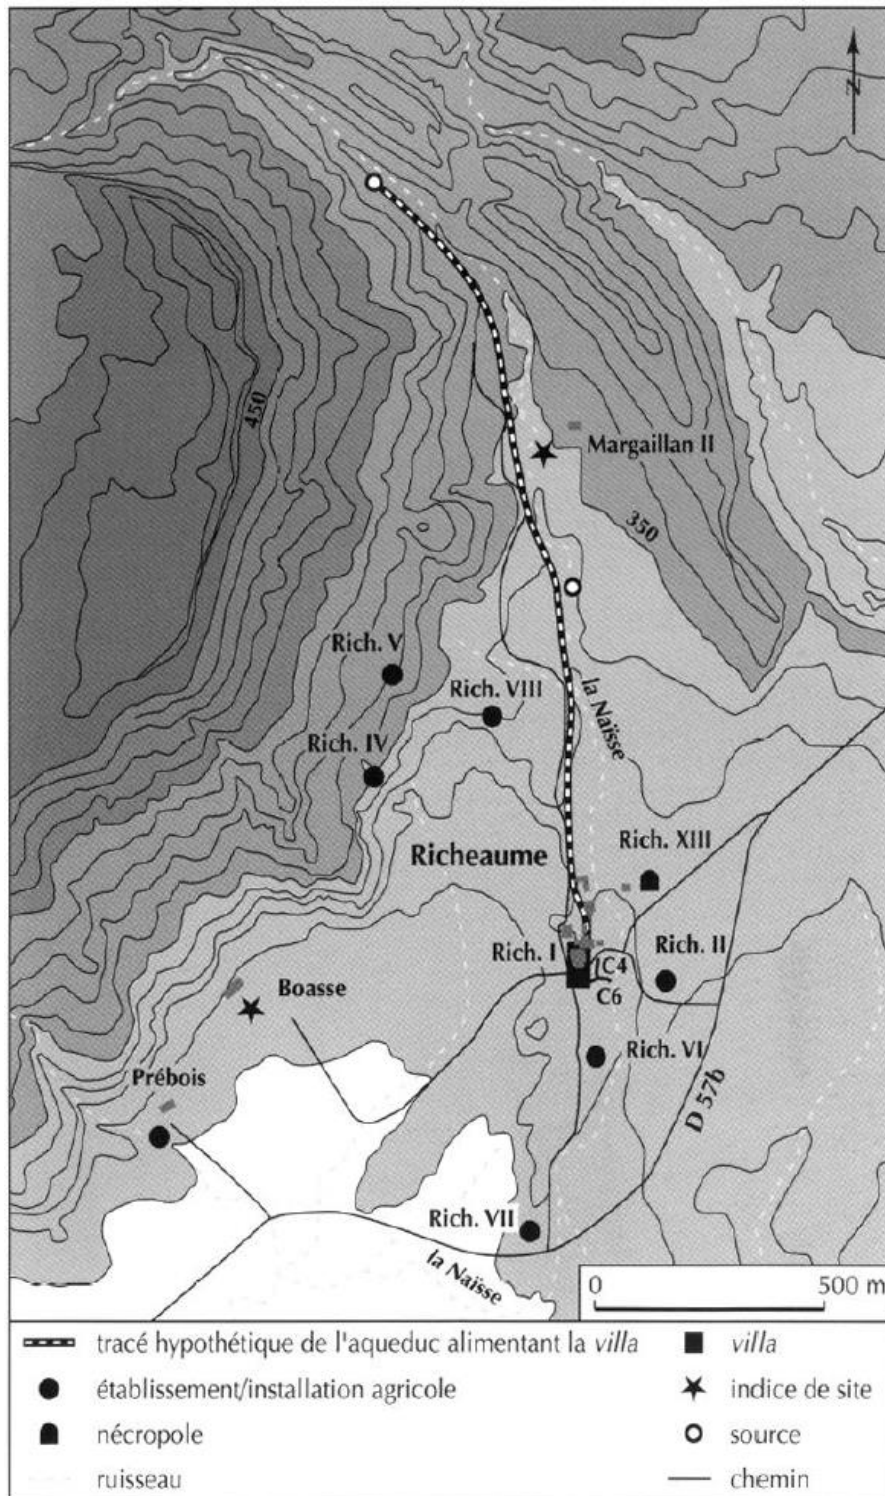 N
450
Margaillan II
350
Rich. V
Rich. VIII
la Naïsse
Rich. IV
Rich. XIII
Richeaume
Rich. I
C4
Rich. II
C6
Boasse
Rich. VI
Prébois
D 57b
Rich. VII
la Naïsse
0 500 m
tracé hypothétique de l'aqueduc alimentant la villa
villa
établissement/installation agricole
indice de site
nécropole
source
ruisseau
chemin